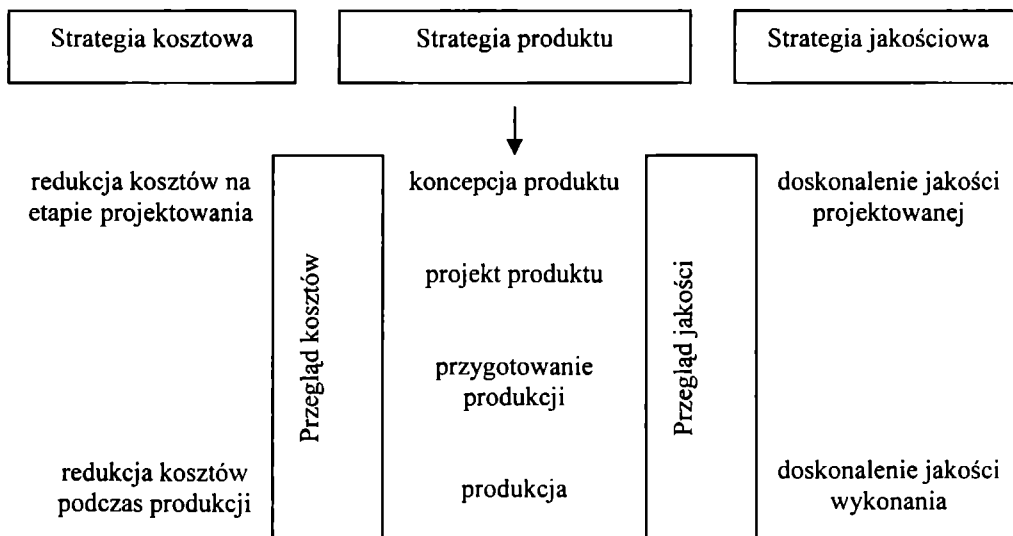 Strategia kosztowa
Strategia produktu
Strategia jakościowa
redukcja kosztów na
etapie projektowania
koncepcja produktu
doskonalenie jakości
projektowanej
Przegląd kosztów
projekt produktu
przygotowanie
produkcji
Przegląd jakości
redukcja kosztów
podczas produkcji
produkcja
doskonalenie jakości
wykonania